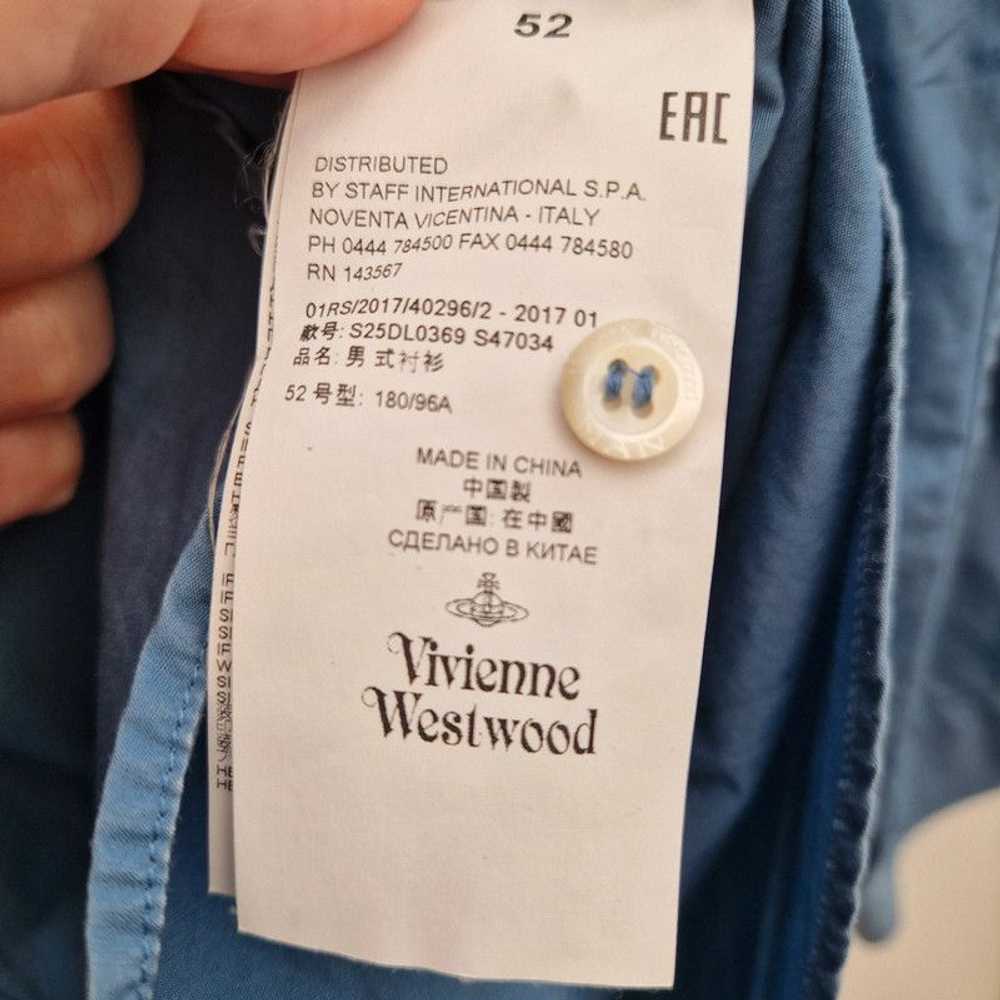 52
EAC
DISTRIBUTED
BY STAFF INTERNATIONAL S.P.A.
NOVENTA VICENTINA - ITALY
PH 0444 784500 FAX 0444 784580
RN 143567
01RS/2017/40296/2 - 2017 01
款号: S25DL0369 S47034
品名: 男式衬衫
52 号型: 180/96A
MADE IN CHINA
中国製
原产国: 在中國
СДЕЛАНО В КИТАЕ
Vivienne
Westwood